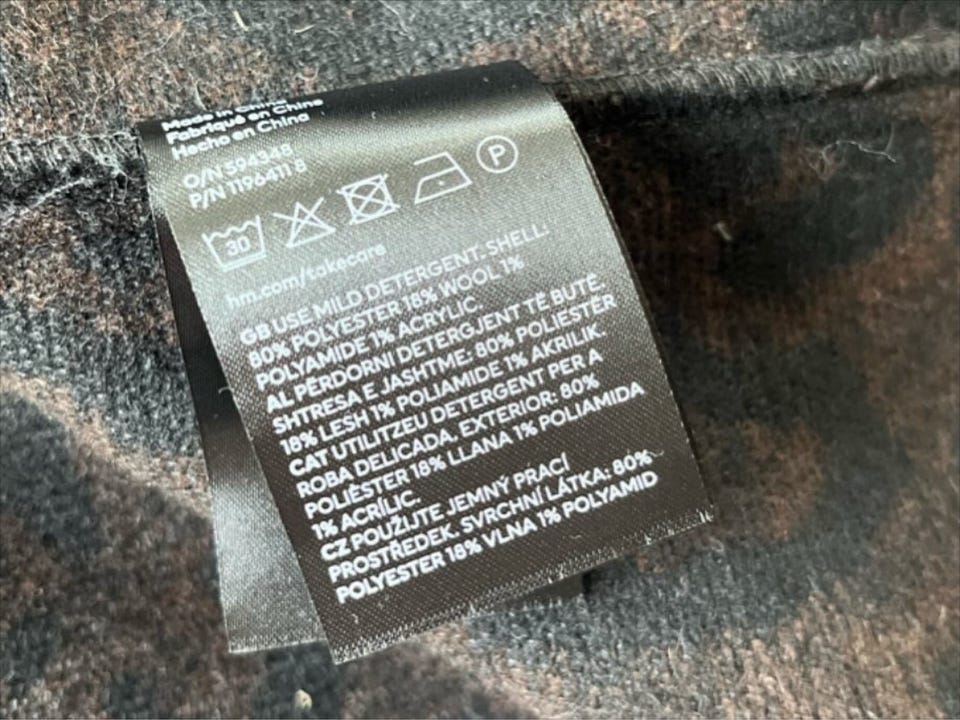 Made in China
Fabriqué en Chine
Hecho en China
O/N 594348
P/N 1196411 8
30
P
hm.com/takecare
GB USE MILD DETERGENT. SHELL:
80% POLYESTER 18% WOOL 1%
POLYAMIDE 1% ACRYLIC.
AL PËRDORNI DETERGJENT TË BUTË.
SHTRESA E JASHTME: 80% POLIESTËR
18% LESH 1% POLIAMIDE 1% AKRILIK.
CAT UTILITZEU DETERGENT PER A
ROBA DELICADA. EXTERIOR: 80%
POLIÈSTER 18% LLANA 1% POLIAMIDA
1% ACRÍLIC.
CZ POUŽIJTE JEMNÝ PRACÍ
PROSTŘEDEK. SVRCHNÍ LÁTKA: 80%
POLYESTER 18% VLNA 1% POLYAMID